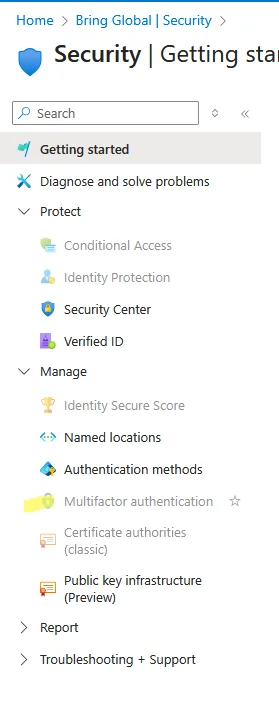 Home > Bring Global | Security >
Security | Getting sta
Search
Getting started
Diagnose and solve problems
Protect
Conditional Access
Identity Protection
Security Center
Verified ID
Manage
Identity Secure Score
Named locations
Authentication methods
Multifactor authentication
Certificate authorities
(classic)
Public key infrastructure
(Preview)
Report
Troubleshooting + Support